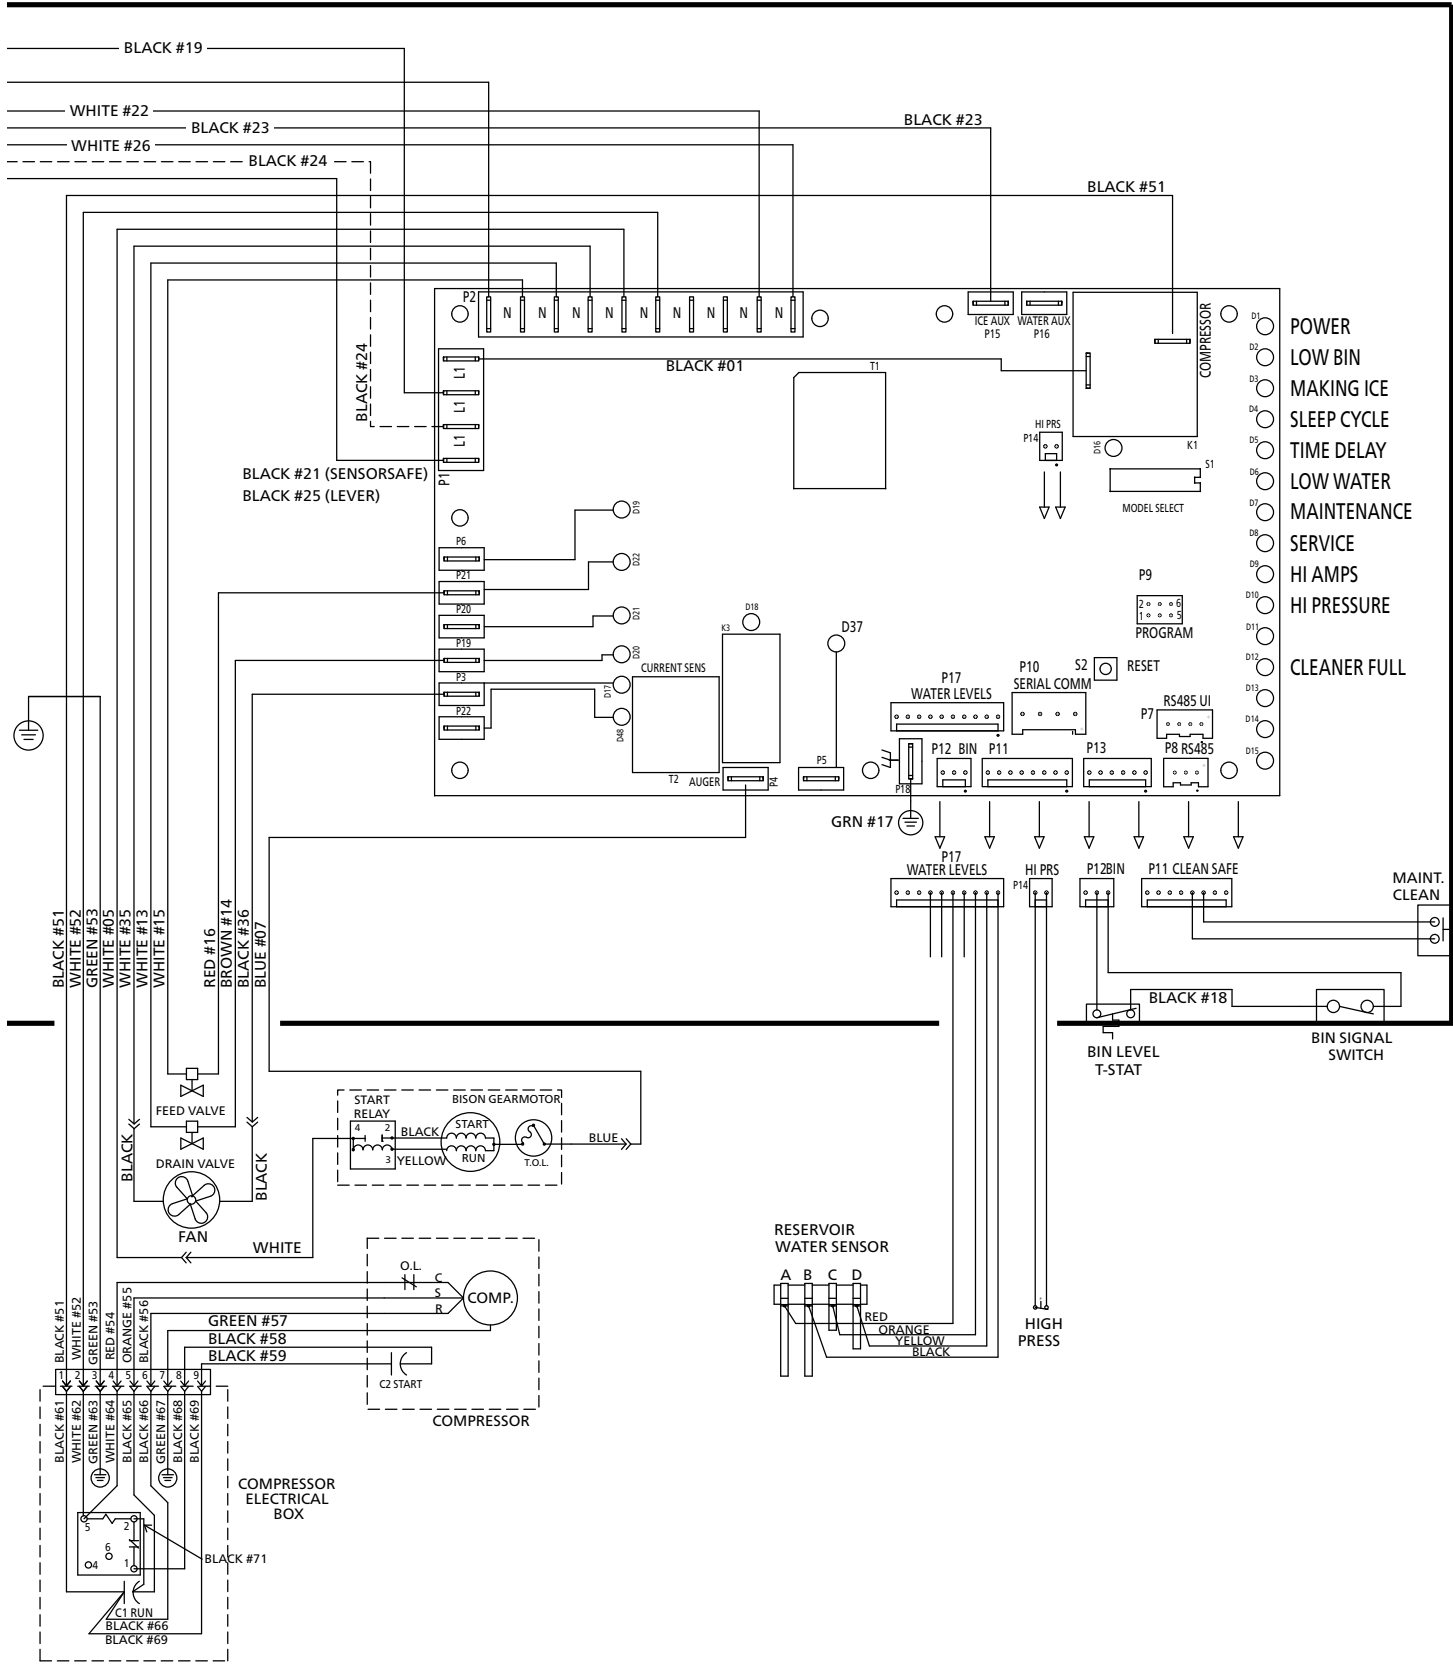 BLACK #19
WHITE #22
BLACK #23
BLACK #23
WHITE #26
BLACK #24
BLACK #51
P2
N N N N N N N N N
ICE AUX
P15
WATER AUX
P16
COMPRESSOR
K1
BLACK #24
L1
L1
L1
P1
BLACK #01
T1
BLACK #21 (SENSORSAFE)
BLACK #25 (LEVER)
HI PRS
P14
D16
S1
MODEL SELECT
D1 POWER
D2 LOW BIN
D3 MAKING ICE
D4 SLEEP CYCLE
D5 TIME DELAY
D6 LOW WATER
D7 MAINTENANCE
D8 SERVICE
D9 HI AMPS
D10 HI PRESSURE
D11
D12 CLEANER FULL
D13
D14
D15
P6
P21
P20
P19
P3
P22
D19
D22
D21
D20
D17
D48
CURRENT SENS
T2
K3
D18
AUGER
P4
D37
P5
P9
2 6
1 5
PROGRAM
S2 RESET
P17
WATER LEVELS
P10
SERIAL COMM
RS485 UI
P7
P12 BIN
P11
P13
P8 RS485
P18
GRN #17
P17
WATER LEVELS
HI PRS
P14
P12BIN
P11 CLEAN SAFE
MAINT.
CLEAN
BLACK #51
WHITE #52
GREEN #53
WHITE #05
WHITE #35
WHITE #13
WHITE #15
RED #16
BROWN #14
BLACK #36
BLUE #07
BLACK #18
BIN LEVEL
T-STAT
BIN SIGNAL
SWITCH
FEED VALVE
DRAIN VALVE
BLACK
BLACK
FAN
WHITE
START
RELAY
4 2
3
BLACK
YELLOW
BISON GEARMOTOR
START
RUN
T.O.L.
BLUE
O.L.
C
S
R
COMP.
GREEN #57
BLACK #58
BLACK #59
C2 START
COMPRESSOR
BLACK #51
WHITE #52
GREEN #53
RED #54
ORANGE #55
BLACK #56
1 2 3 4 5 6 7 8 9
BLACK #61
WHITE #62
GREEN #63
WHITE #64
BLACK #65
BLACK #66
GREEN #67
BLACK #68
BLACK #69
COMPRESSOR
ELECTRICAL
BOX
5 2
6
4 1
BLACK #71
C1 RUN
BLACK #66
BLACK #69
RESERVOIR
WATER SENSOR
A B C D
RED
ORANGE
YELLOW
BLACK
HIGH
PRESS